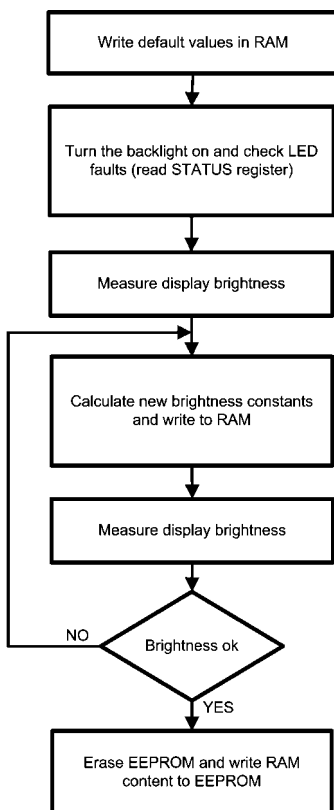 Write default values in RAM
Turn the backlight on and check LED
faults (read STATUS register)
Measure display brightness
Calculate new brightness constants
and write to RAM
Measure display brightness
NO
Brightness ok
YES
Erase EEPROM and write RAM
content to EEPROM